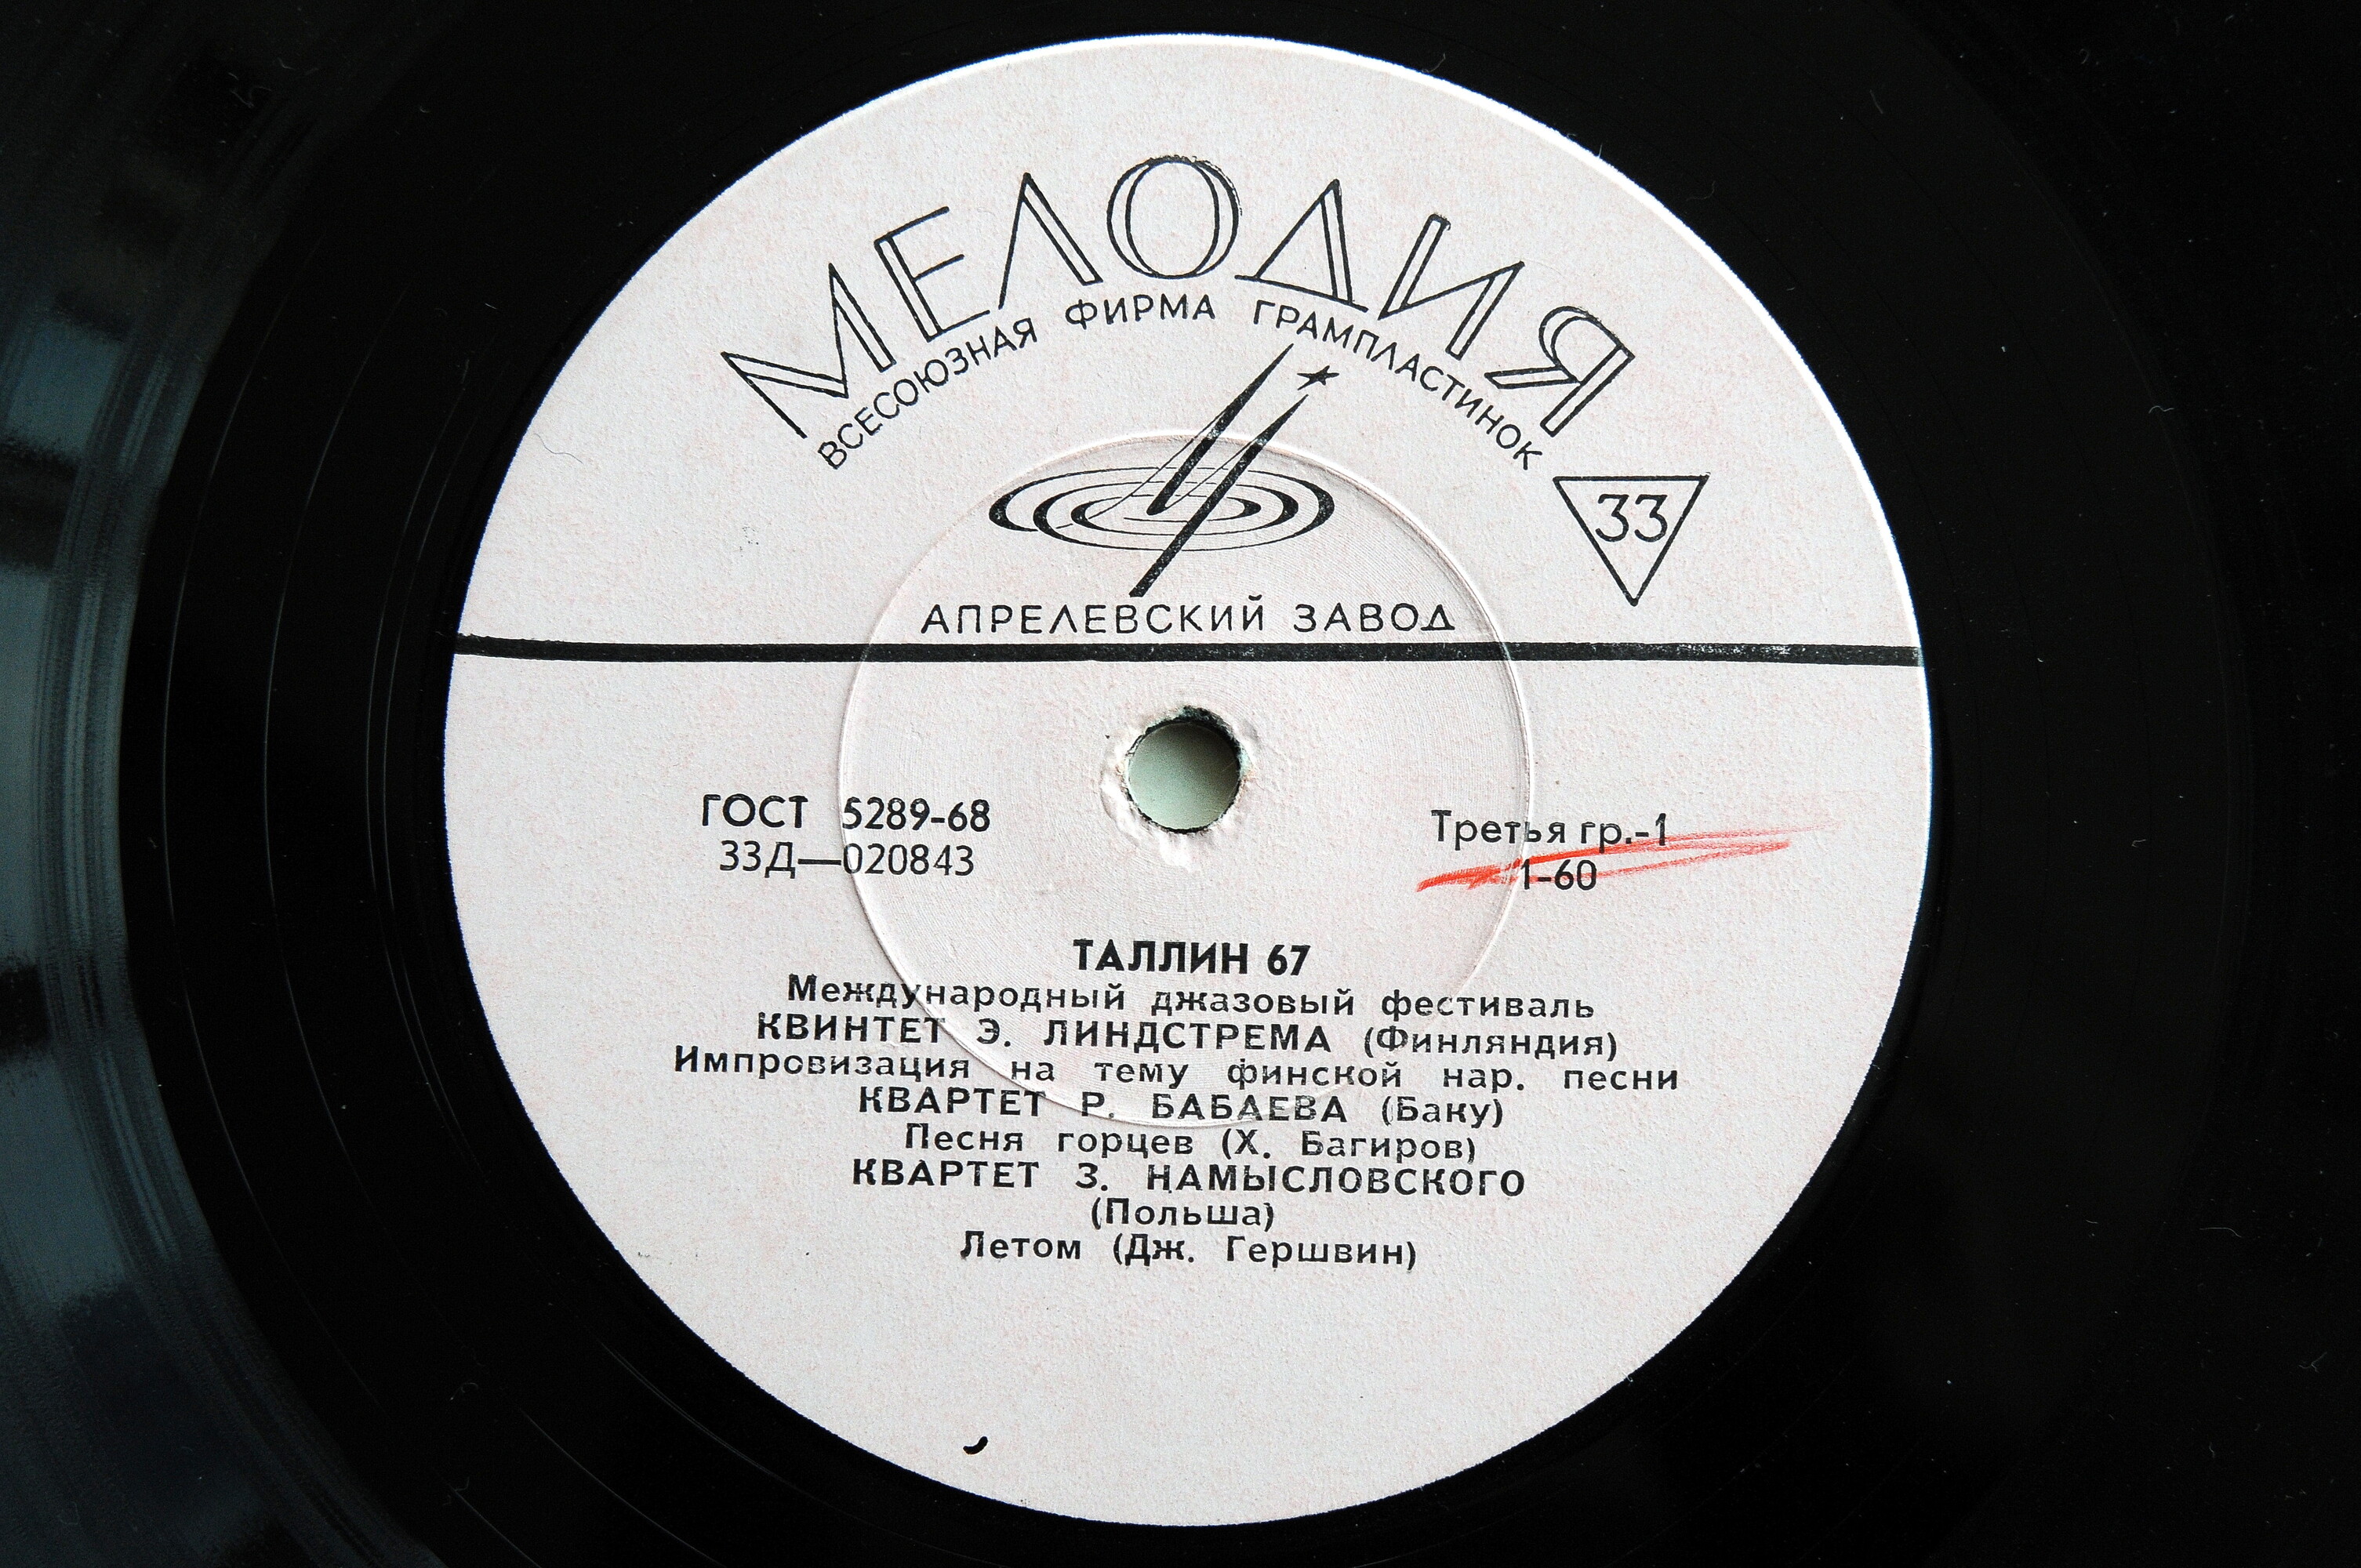 МЕЛОДИЯ
ВСЕСОЮЗНАЯ ФИРМА ГРАМПЛАСТИНОК
33
АПРЕЛЕВСКИЙ ЗАВОД
ГОСТ 5289-68
33Д—020843
Третья гр.-1
1-60
ТАЛЛИН 67
Международный джазовый фестиваль
КВИНТЕТ Э. ЛИНДСТРЕМА (Финляндия)
Импровизация на тему финской нар. песни
КВАРТЕТ Р. БАБАЕВА (Баку)
Песня горцев (Х. Багиров)
КВАРТЕТ З. НАМЫСЛОВСКОГО
(Польша)
Летом (Дж. Гершвин)